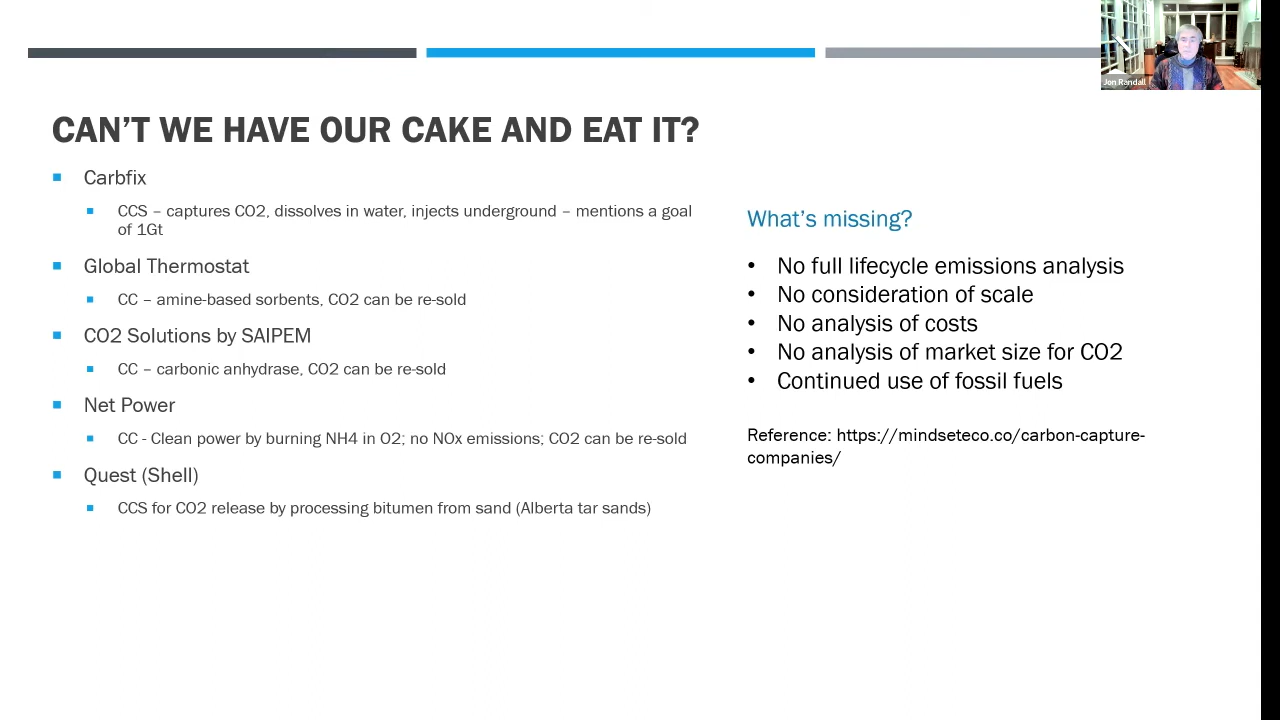 CAN'T WE HAVE OUR CAKE AND EAT IT?
Carbfix
CCS – captures CO2, dissolves in water, injects underground – mentions a goal
of 1Gt
Global Thermostat
CC – amine-based sorbents, CO2 can be re-sold
CO2 Solutions by SAIPEM
CC – carbonic anhydrase, CO2 can be re-sold
Net Power
CC - Clean power by burning NH4 in O2; no NOx emissions; CO2 can be re-sold
Quest (Shell)
CCS for CO2 release by processing bitumen from sand (Alberta tar sands)
What's missing?
No full lifecycle emissions analysis
No consideration of scale
No analysis of costs
No analysis of market size for CO2
Continued use of fossil fuels
Reference: https://mindseteco.co/carbon-capture-
companies/
Jon Randall